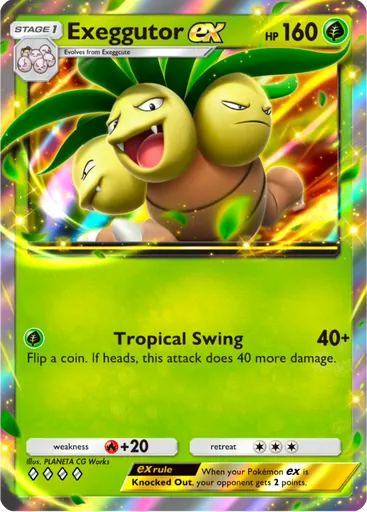 STAGE 1 Exeggutor ex HP 160
Evolves from Exeggcute
Tropical Swing 40+
Flip a coin. If heads, this attack does 40 more damage.
weakness +20 retreat
Illus. PLANETA CG Works
ex rule When your Pokémon ex is
Knocked Out, your opponent gets 2 points.